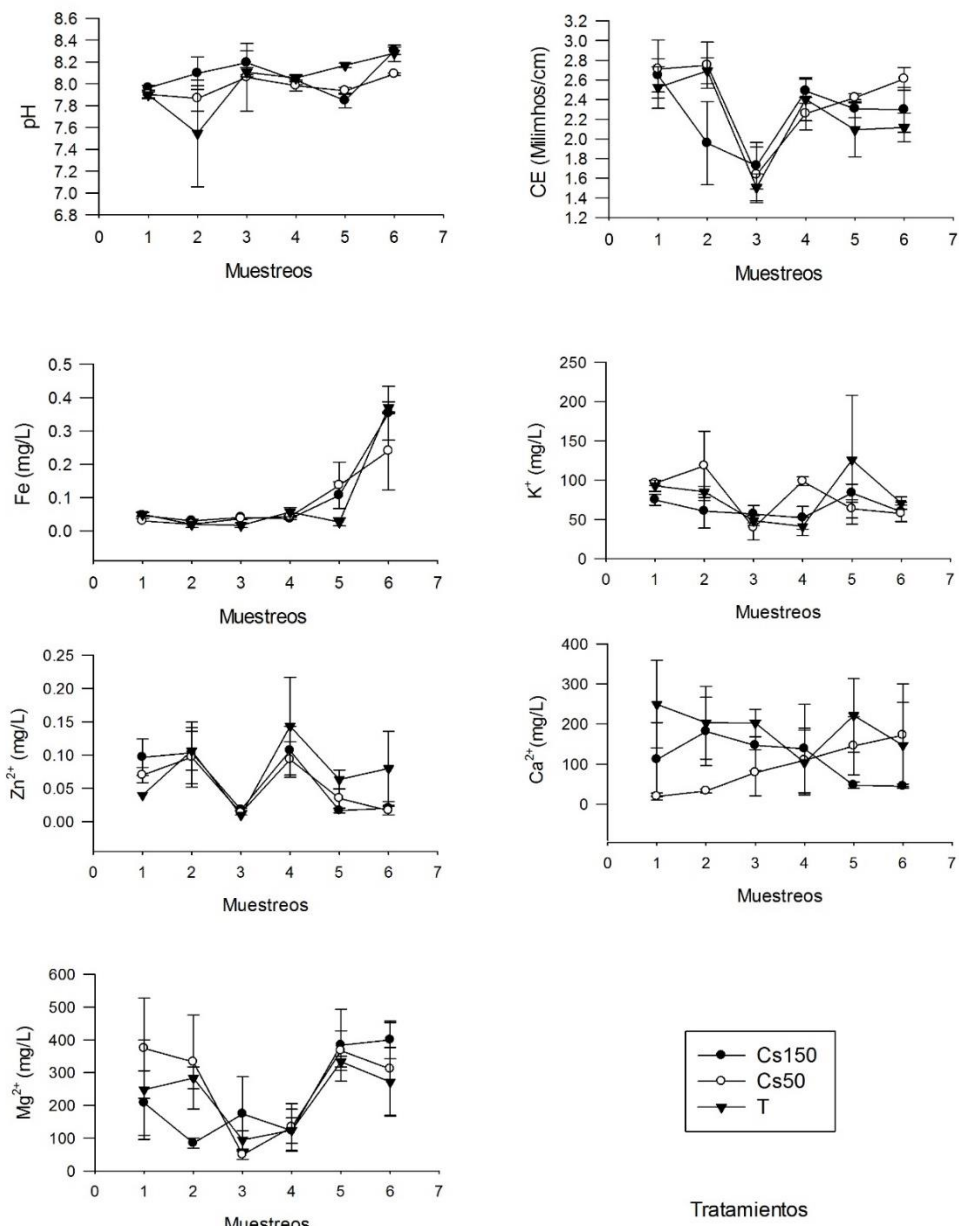 8.6
8.4
8.2
8.0
7.8
7.6
7.4
7.2
7.0
6.8
pH
0 1 2 3 4 5 6 7
Muestreos
3.2
3.0
2.8
2.6
2.4
2.2
2.0
1.8
1.6
1.4
1.2
CE (Milimhos/cm)
0 1 2 3 4 5 6 7
Muestreos
0.5
0.4
0.3
0.2
0.1
0.0
Fe (mg/L)
0 1 2 3 4 5 6 7
Muestreos
250
200
150
100
50
0
K⁺ (mg/L)
0 1 2 3 4 5 6 7
Muestreos
0.25
0.20
0.15
0.10
0.05
0.00
Zn²⁺ (mg/L)
0 1 2 3 4 5 6 7
Muestreos
400
300
200
100
0
Ca²⁺(mg/L)
0 1 2 3 4 5 6 7
Muestreos
600
500
400
300
200
100
0
Mg²⁺ (mg/L)
0 1 2 3 4 5 6 7
Muestreos
Cs150
Cs50
T
Tratamientos